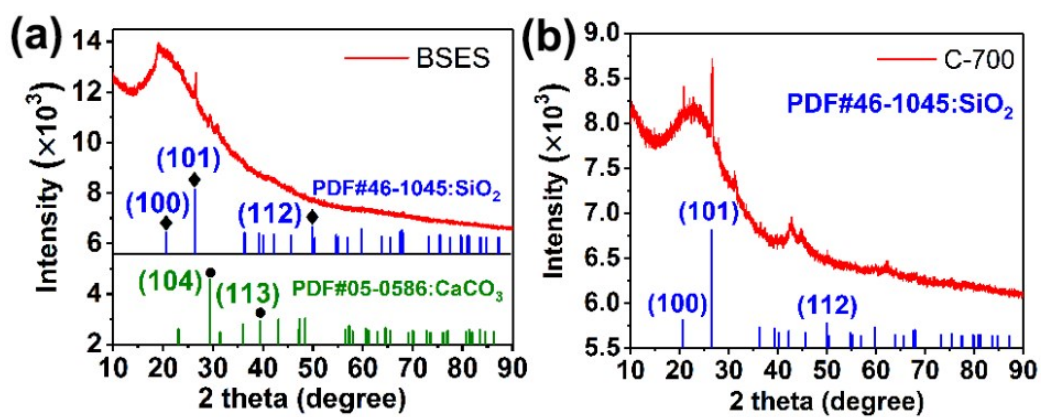 (a)
BSES
PDF#46-1045:SiO₂
(100)
(101)
(112)
(104)
(113)
PDF#05-0586:CaCO₃
Intensity (×10³)
14
12
10
8
6
4
2
10 20 30 40 50 60 70 80 90
2 theta (degree)
(b)
C-700
PDF#46-1045:SiO₂
(101)
(100)
(112)
Intensity (×10³)
9.0
8.5
8.0
7.5
7.0
6.5
6.0
5.5
10 20 30 40 50 60 70 80 90
2 theta (degree)